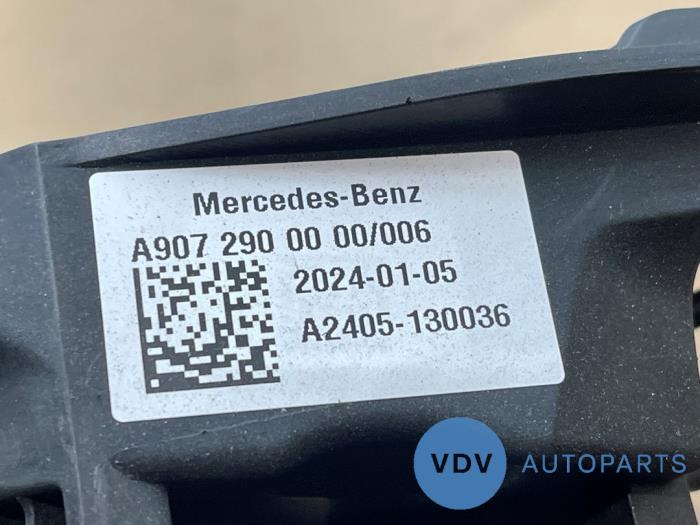 Mercedes-Benz
A907 290 00 00/006
2024-01-05
A2405-130036
VDV AUTOPARTS